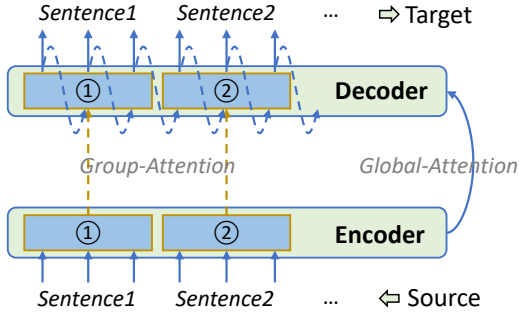 Sentence1 Sentence2 ... Target
① ② Decoder
Group-Attention Global-Attention
① ② Encoder
Sentence1 Sentence2 ... Source